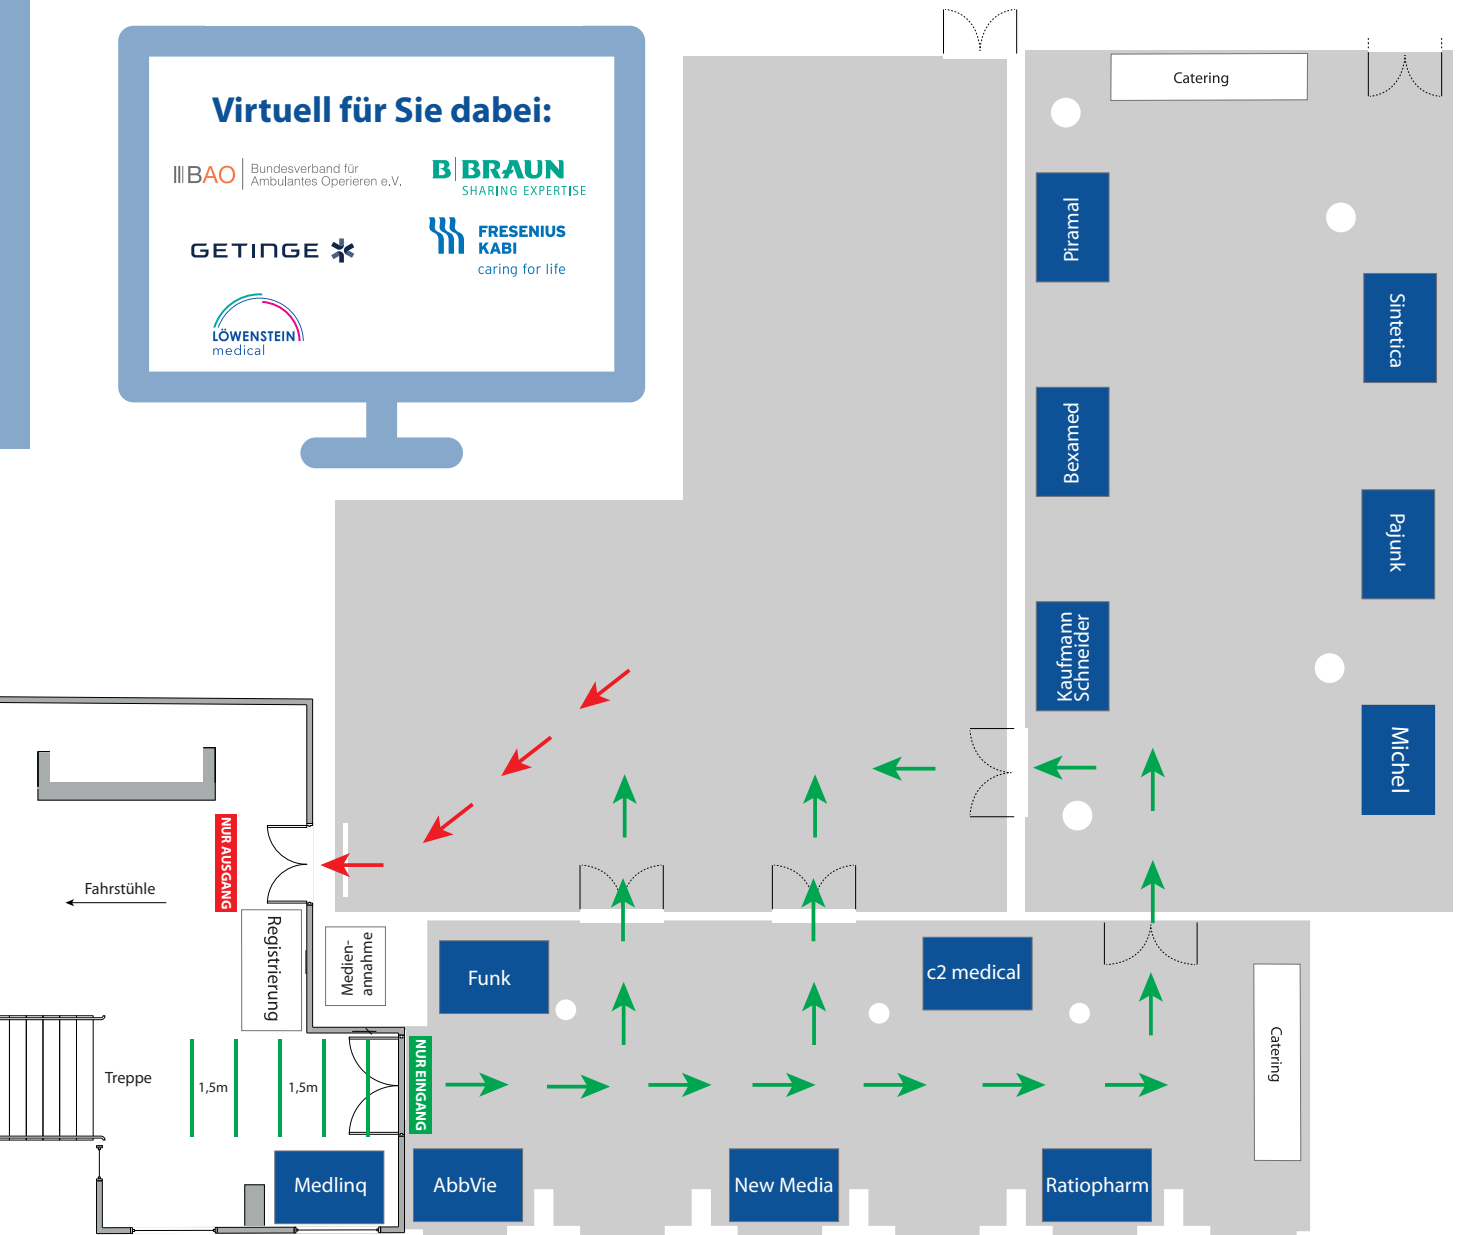 Virtuell für Sie dabei:
BAO
Bundesverband für
Ambulantes Operieren e.V.
B BRAUN
SHARING EXPERTISE
GETINGE
FRESENIUS
KABI
caring for life
LÖWENSTEIN
medical
Catering
Piramal
Sintetica
Bexamed
Pajunk
Kaufmann
Schneider
Michel
NUR AUSGANG
Fahrstühle
Registrierung
Medien-
annahme
Funk
c2 medical
Catering
NUR EINGANG
Treppe
1,5m
1,5m
Medlinq
AbbVie
New Media
Ratiopharm